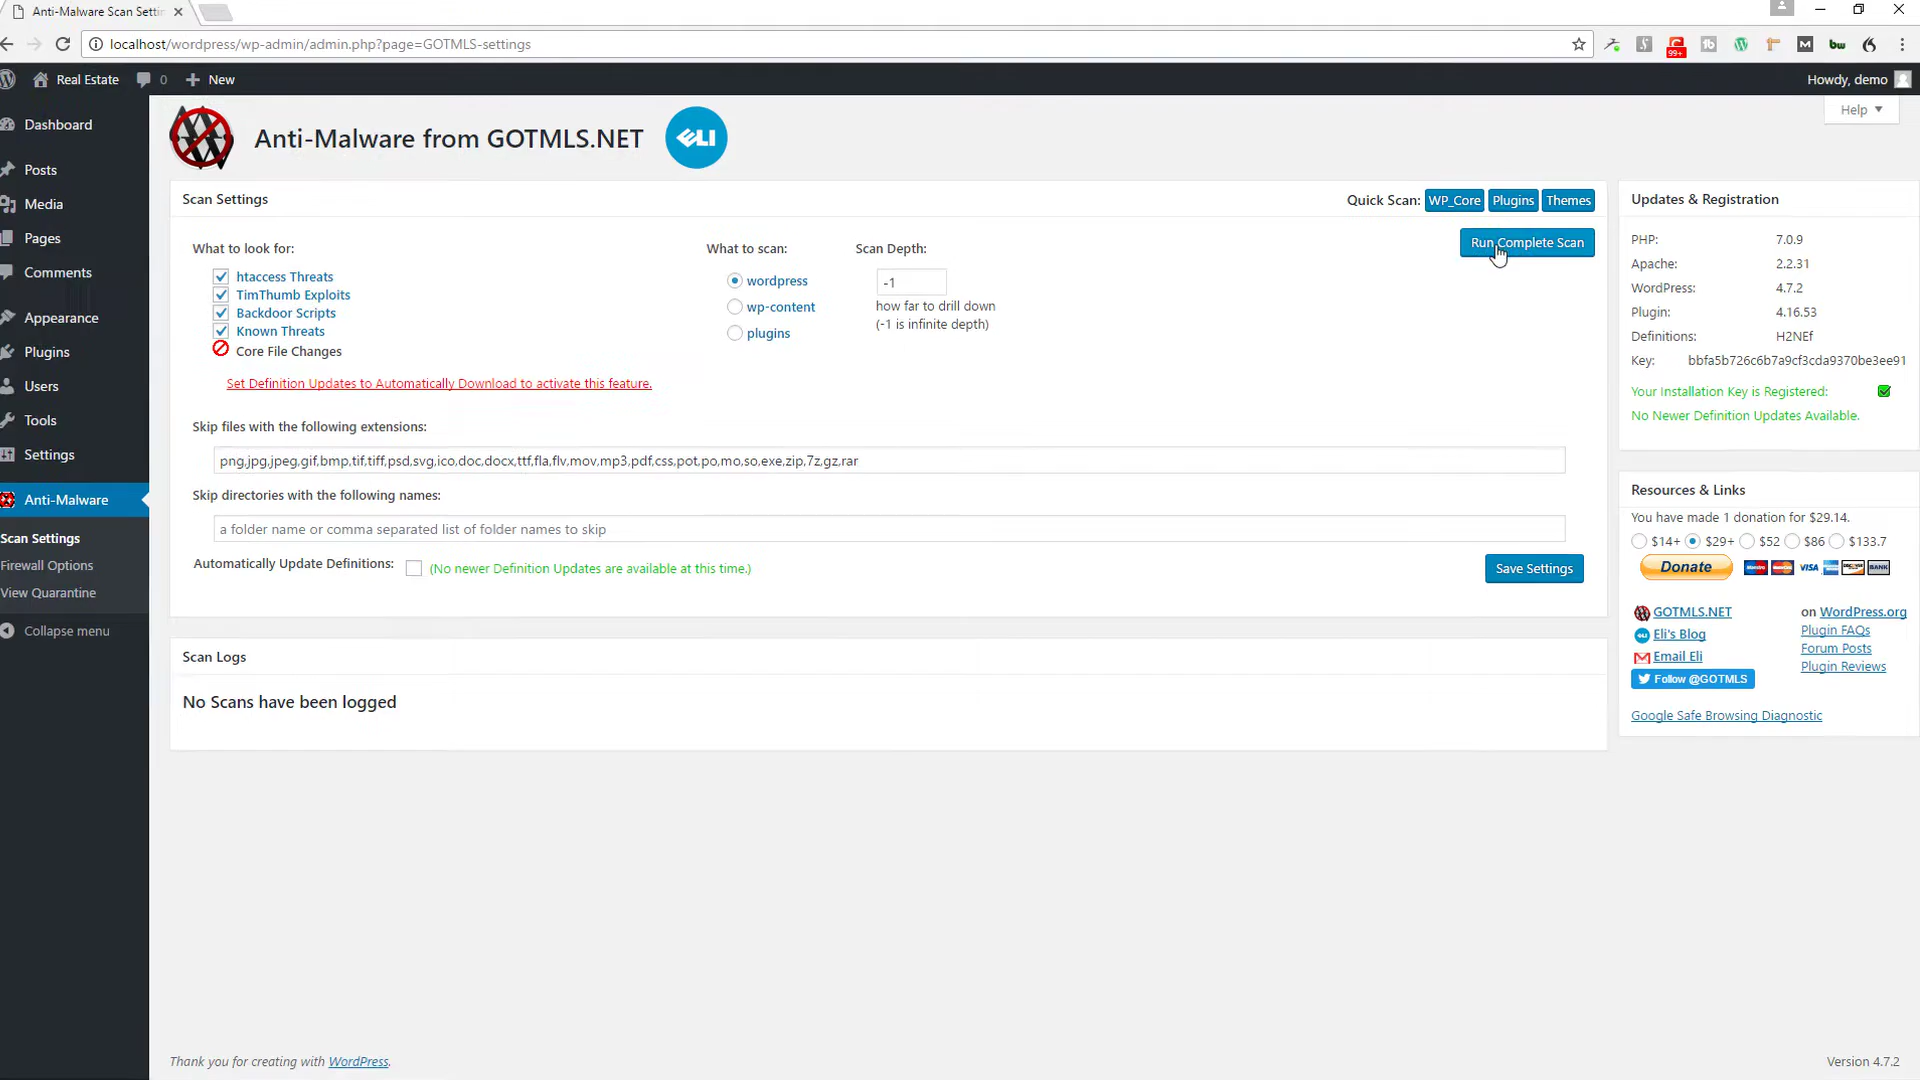 Anti-Malware Scan Settin
localhost/wordpress/wp-admin/admin.php?page=GOTMLS-settings
99+
M
bw
Real Estate
0
New
Howdy, demo
Help
Dashboard
Posts
Media
Pages
Comments
Appearance
Plugins
Users
Tools
Settings
Anti-Malware
Scan Settings
Firewall Options
View Quarantine
Collapse menu
Anti-Malware from GOTMLS.NET
ELI
Scan Settings
Quick Scan: WP_Core Plugins Themes
Run Complete Scan
What to look for:
htaccess Threats
TimThumb Exploits
Backdoor Scripts
Known Threats
Core File Changes
Set Definition Updates to Automatically Download to activate this feature.
What to scan:
wordpress
wp-content
plugins
Scan Depth:
-1
how far to drill down
(-1 is infinite depth)
Skip files with the following extensions:
png,jpg,jpeg,gif,bmp,tif,tiff,psd,svg,ico,doc,docx,ttf,fla,flv,mov,mp3,pdf,css,pot,po,mo,so,exe,zip,7z,gz,rar
Skip directories with the following names:
a folder name or comma separated list of folder names to skip
Automatically Update Definitions: (No newer Definition Updates are available at this time.)
Save Settings
Scan Logs
No Scans have been logged
Updates & Registration
PHP: 7.0.9
Apache: 2.2.31
WordPress: 4.7.2
Plugin: 4.16.53
Definitions: H2NEf
Key: bbfa5b726c6b7a9cf3cda9370be3ee91
Your Installation Key is Registered:
No Newer Definition Updates Available.
Resources & Links
You have made 1 donation for $29.14.
$14+ $29+ $52 $86 $133.7
Donate
VISA
BANK
GOTMLS.NET
Eli's Blog
Email Eli
Follow @GOTMLS
on WordPress.org
Plugin FAQs
Forum Posts
Plugin Reviews
Google Safe Browsing Diagnostic
Thank you for creating with WordPress.
Version 4.7.2